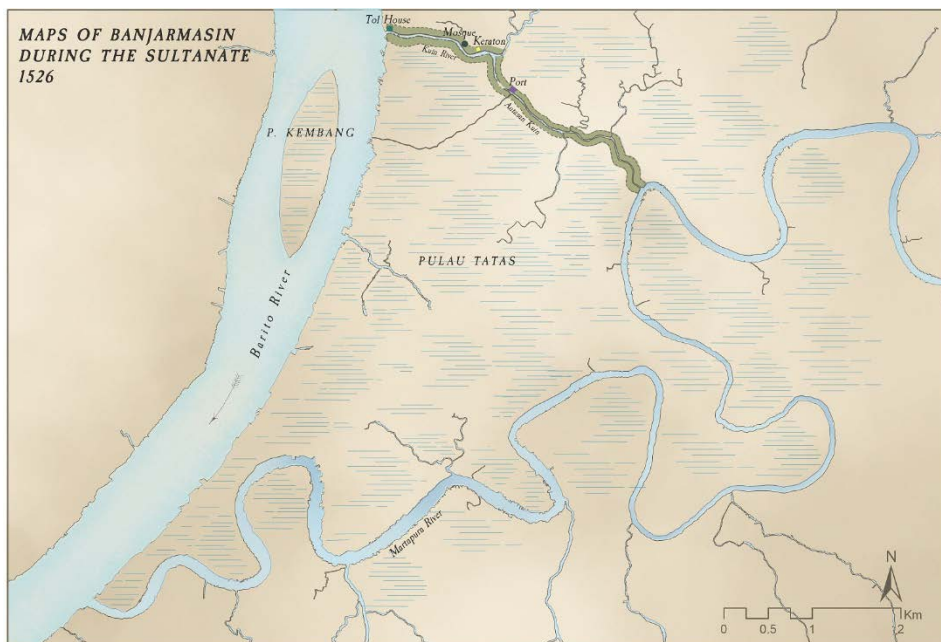 MAPS OF BANJARMASIN
DURING THE SULTANATE
1526
Tol House
Mosque
Keraton
Kuin River
Port
P. KEMBANG
PULAU TATAS
Barito River
Martapura River
N
Km
0 0.5 1 2